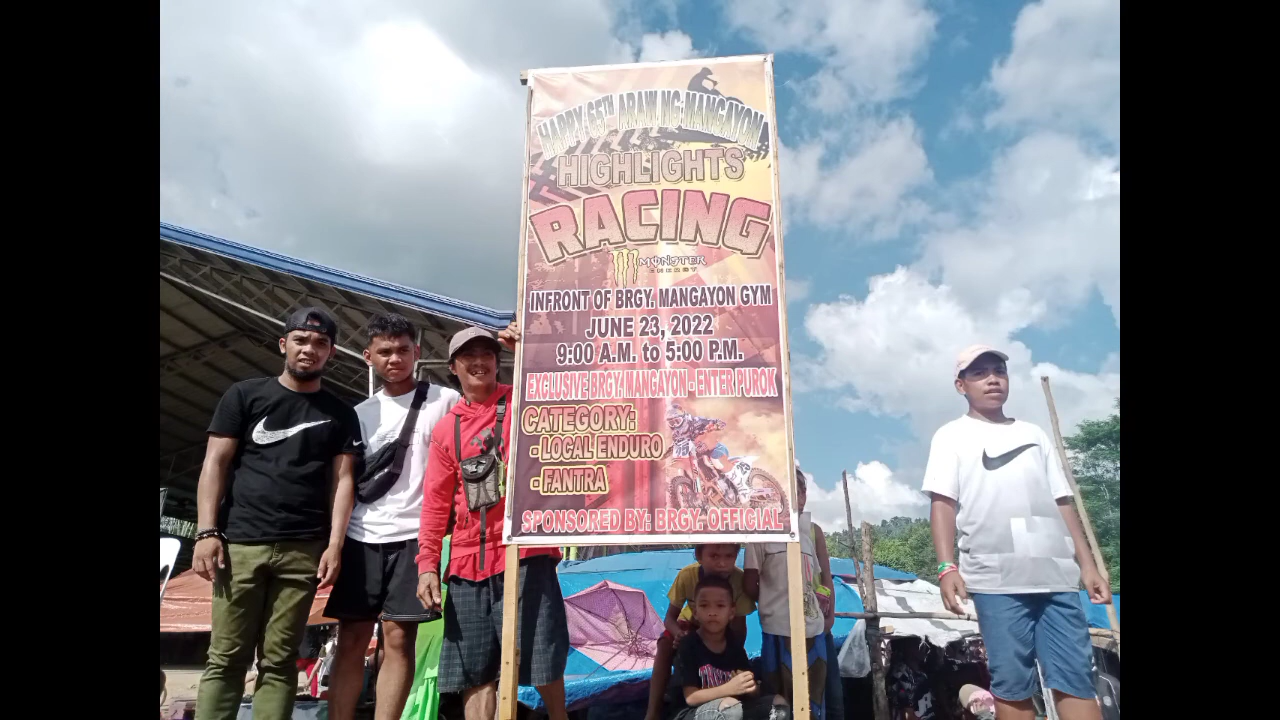 HAPPY 65TH ARAW NG MANGAYON
HIGHLIGHTS
RACING
MONSTER
ENERGY
INFRONT OF BRGY. MANGAYON GYM
JUNE 23, 2022
9:00 A.M. to 5:00 P.M.
EXCLUSIVE BRGY. MANGAYON - ENTER PUROK
CATEGORY:
- LOCAL ENDURO
- FANTRA
SPONSORED BY: BRGY. OFFICIAL